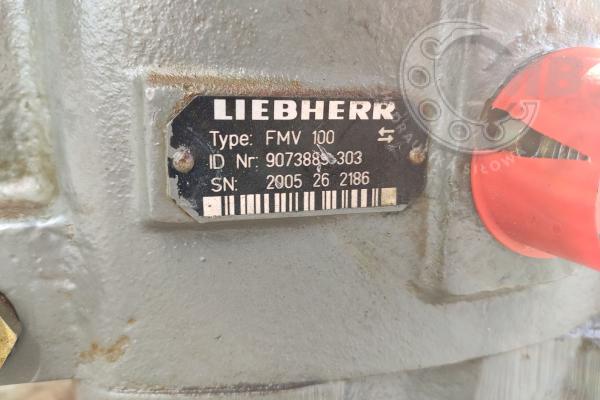 LIEBHERR
Type: FMV 100
ID Nr: 9073885-303
SN: 2005 26 2186